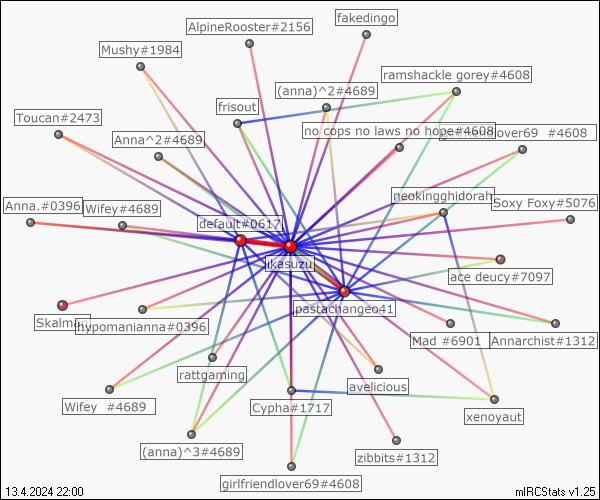 fakedingo
AlpineRooster#2156
Mushy#1984
ramshackle gorey#4608
(anna)^2#4689
frisout
Toucan#2473
no cops no laws no hope#4608
lover69 #4608
Anna^2#4689
neokingghidorah
Soxy Foxy#5076
Anna.#0396
Wifey#4689
default#0617
jkasuzu
ace deucy#7097
pastachangeo41
Skalma
hypomanianna#0396
Mad #6901
Annarchist#1312
rattgaming
avelicious
Wifey #4689
Cypha#1717
xenoyaut
(anna)^3#4689
zibbits#1312
girlfriendlover69#4608
13.4.2024 22:00
mIRCStats v1.25